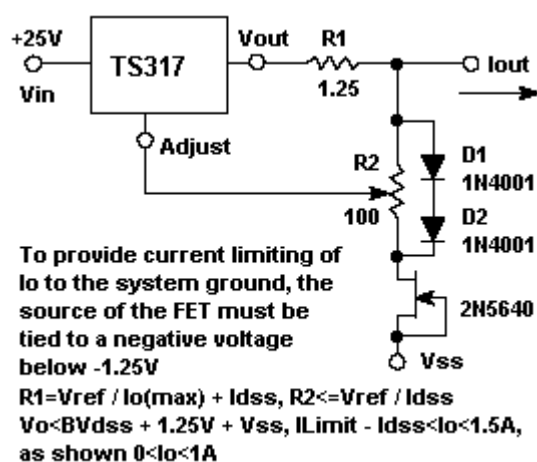 +25V
Vin
TS317
Vout
R1
1.25
Iout
Adjust
R2
100
D1
1N4001
D2
1N4001
2N5640
Vss
To provide current limiting of
Io to the system ground, the
source of the FET must be
tied to a negative voltage
below -1.25V
R1=Vref / Io(max) + Idss, R2<=Vref / Idss
Vo<BVdss + 1.25V + Vss, ILimit - Idss<Io<1.5A,
as shown 0<Io<1A